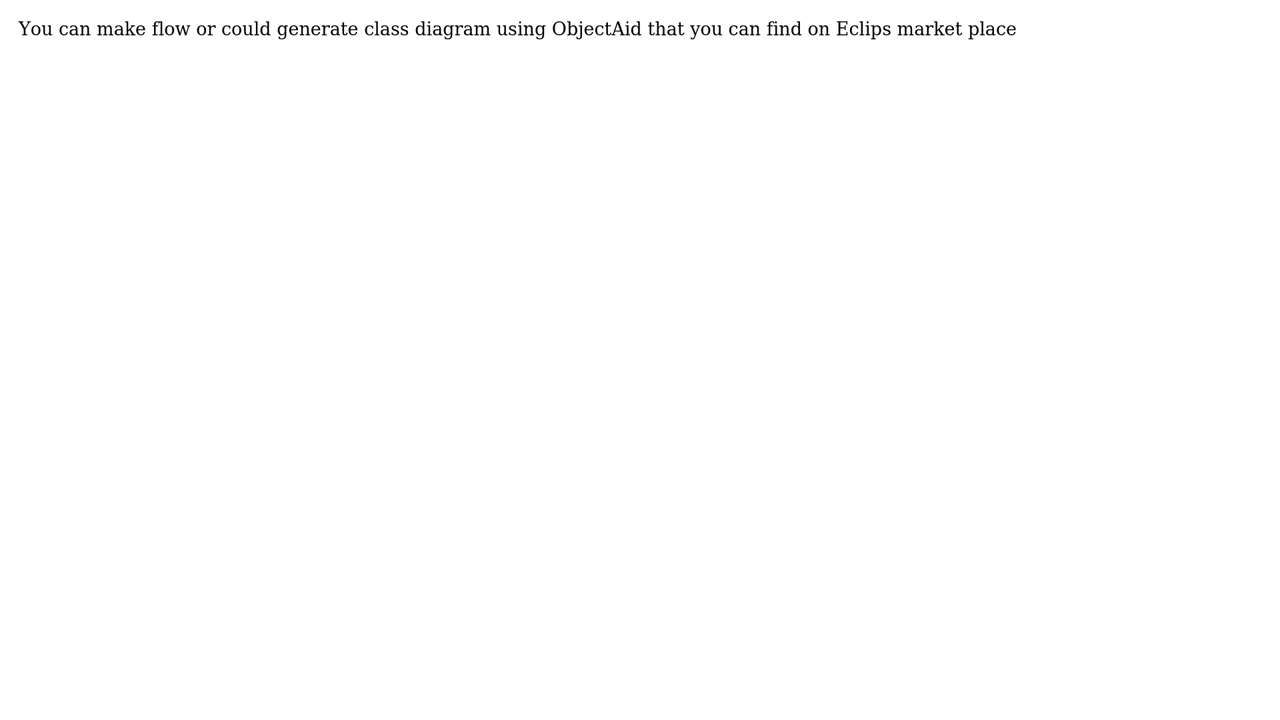 You can make flow or could generate class diagram using ObjectAid that you can find on Eclips market place